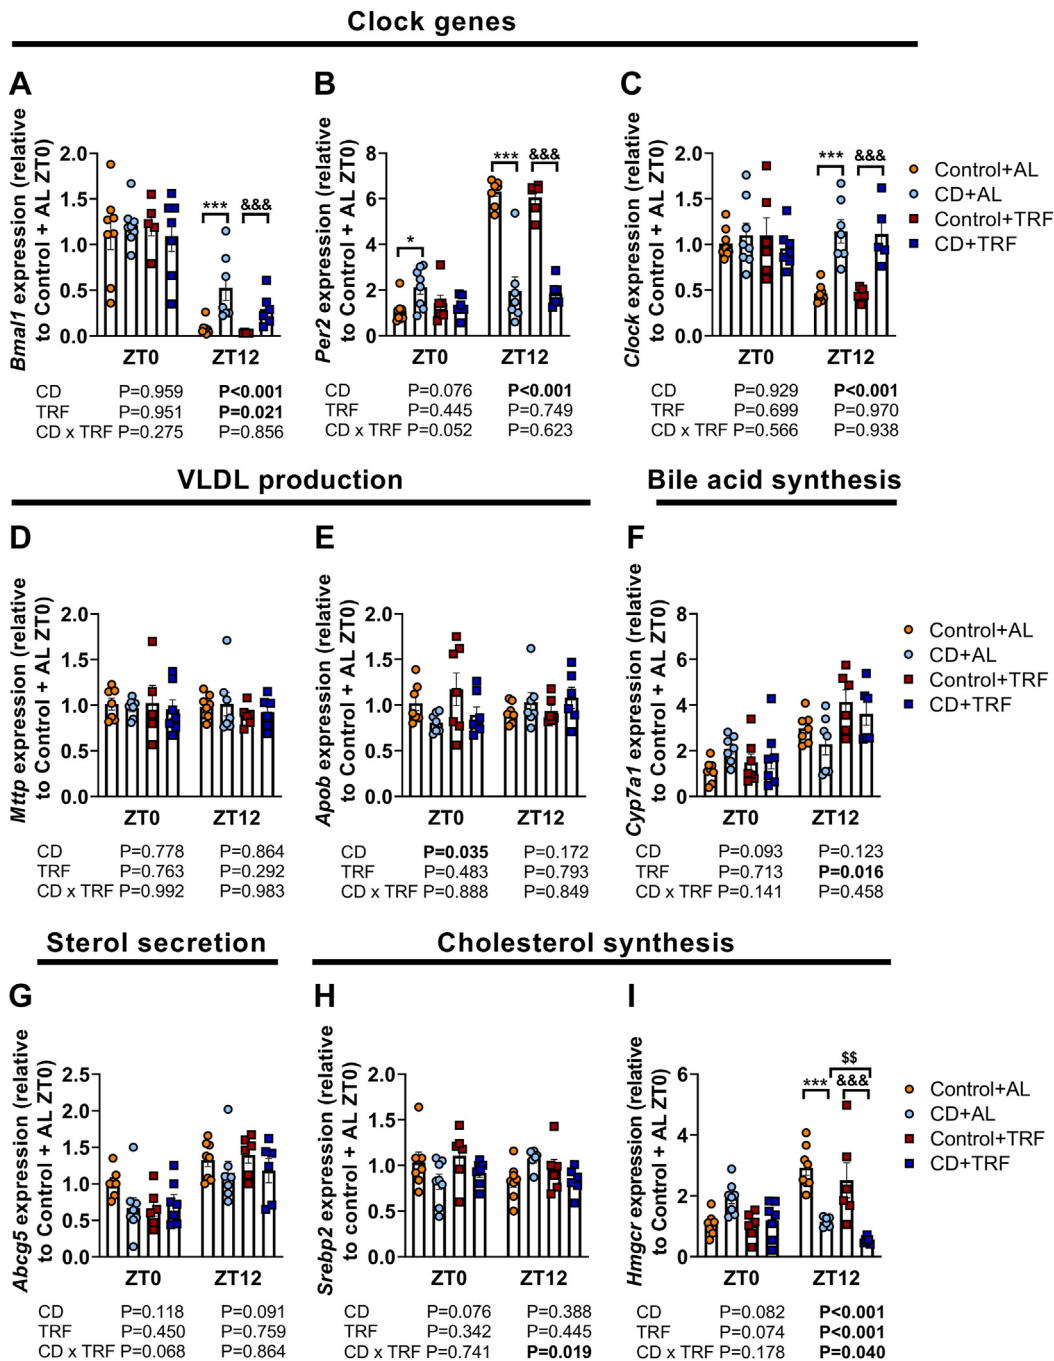 Clock genes
A
B
C
Bmal1 expression (relative
to Control + AL ZT0)
2.0
1.5
1.0
0.5
0.0
***
&&&
ZT0
ZT12
Per2 expression (relative
to Control + AL ZT0)
8
6
4
2
0
*
***
&&&
ZT0
ZT12
Clock expression (relative
to Control + AL ZT0)
2.0
1.5
1.0
0.5
0.0
***
&&&
ZT0
ZT12
Control+AL
CD+AL
Control+TRF
CD+TRF
CD P=0.959 P<0.001
TRF P=0.951 P=0.021
CD x TRF P=0.275 P=0.856
CD P=0.076 P<0.001
TRF P=0.445 P=0.749
CD x TRF P=0.052 P=0.623
CD P=0.929 P<0.001
TRF P=0.699 P=0.970
CD x TRF P=0.566 P=0.938
VLDL production
Bile acid synthesis
D
E
F
Mttp expression (relative
to Control + AL ZT0)
2.0
1.5
1.0
0.5
0.0
ZT0
ZT12
Apob expression (relative
to Control + AL ZT0)
2.0
1.5
1.0
0.5
0.0
ZT0
ZT12
Cyp7a1 expression (relative
to Control + AL ZT0)
8
6
4
2
0
ZT0
ZT12
Control+AL
CD+AL
Control+TRF
CD+TRF
CD P=0.778 P=0.864
TRF P=0.763 P=0.292
CD x TRF P=0.992 P=0.983
CD P=0.035 P=0.172
TRF P=0.483 P=0.793
CD x TRF P=0.888 P=0.849
CD P=0.093 P=0.123
TRF P=0.713 P=0.016
CD x TRF P=0.141 P=0.458
Sterol secretion
Cholesterol synthesis
G
H
I
Abcg5 expression (relative
to Control + AL ZT0)
2.5
2.0
1.5
1.0
0.5
0.0
ZT0
ZT12
Srebp2 expression (relative
to Control + AL ZT0)
2.0
1.5
1.0
0.5
0.0
ZT0
ZT12
Hmgcr expression (relative
to Control + AL ZT0)
6
4
2
0
$$
***
&&&
ZT0
ZT12
Control+AL
CD+AL
Control+TRF
CD+TRF
CD P=0.118 P=0.091
TRF P=0.450 P=0.759
CD x TRF P=0.068 P=0.864
CD P=0.076 P=0.388
TRF P=0.342 P=0.445
CD x TRF P=0.741 P=0.019
CD P=0.082 P<0.001
TRF P=0.074 P<0.001
CD x TRF P=0.178 P=0.040